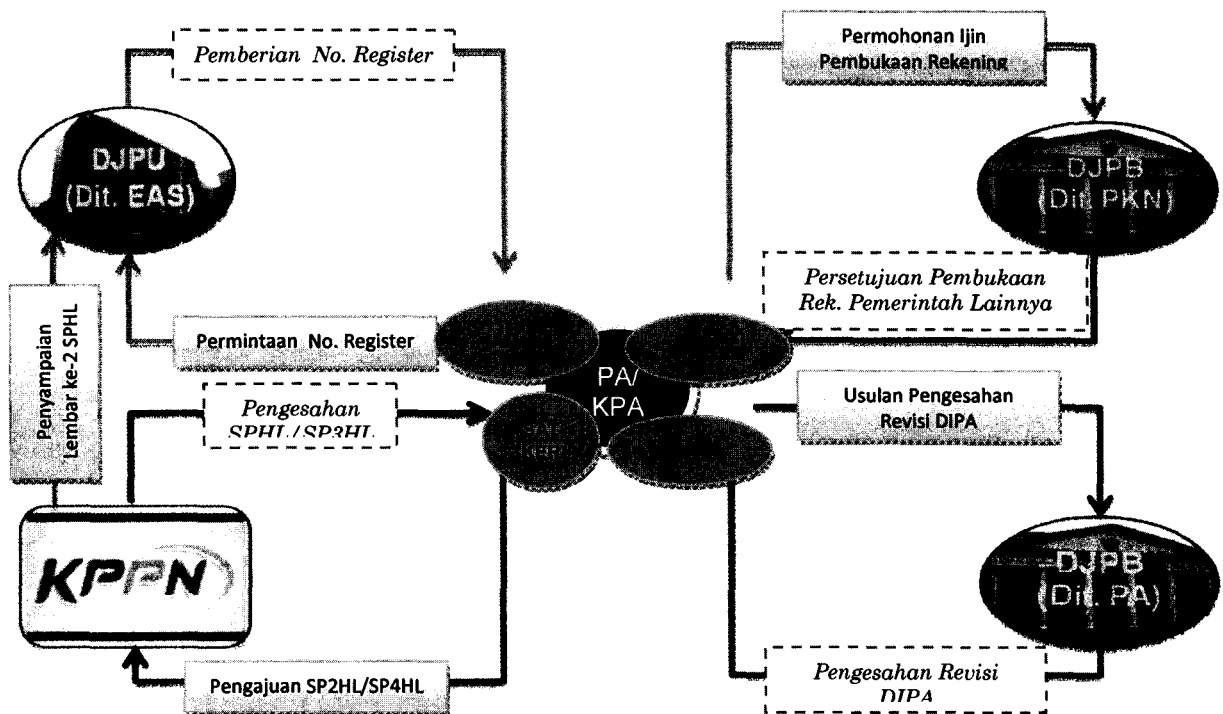 Pemberian No. Register
Permohonan Ijin
Pembukaan Rekening
DJPU
(Dit. EAS)
DJPB
(Dit. PKN)
Persetujuan Pembukaan
Rek. Pemerintah Lainnya
Penyampaian
Lembar ke-2 SPHL
Permintaan No. Register
PA/
KPA
Pengesahan
SPHL/SP3HL
Usulan Pengesahan
Revisi DIPA
KPPN
DJPB
(Dit. PA)
Pengajuan SP2HL/SP4HL
Pengesahan Revisi
DIPA